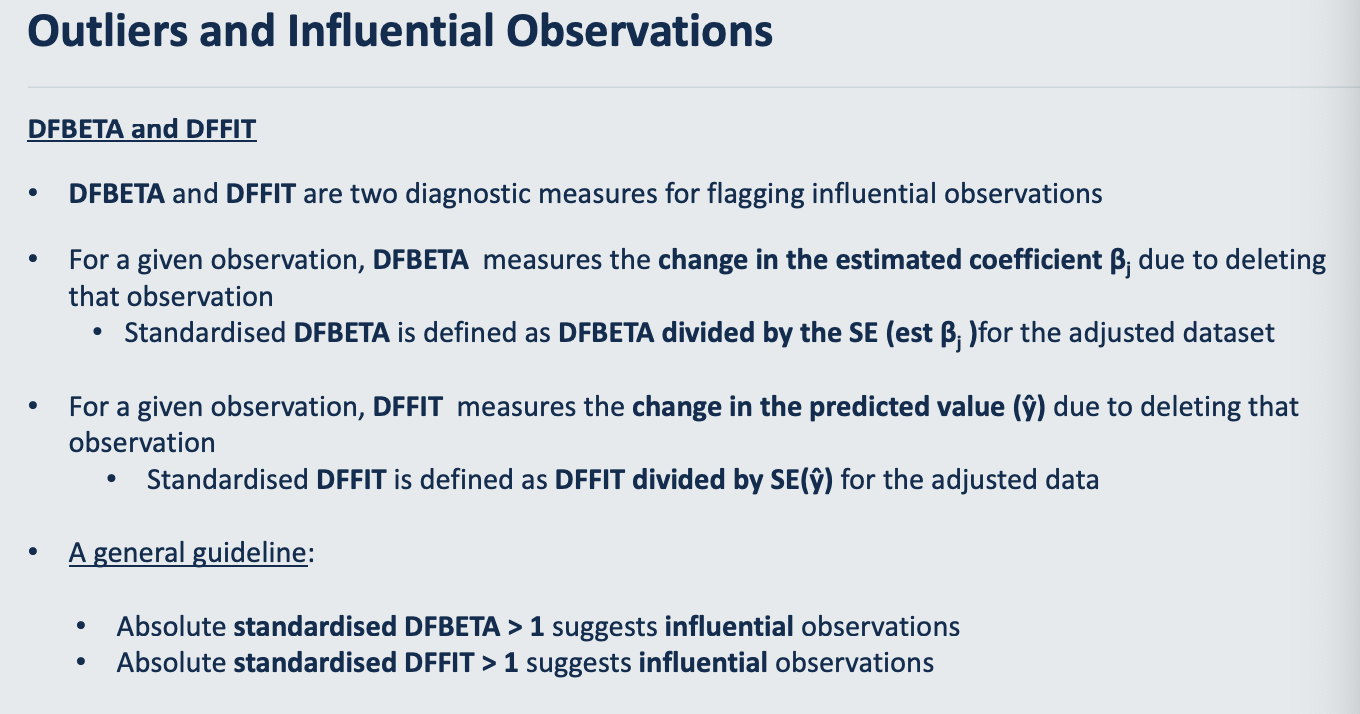 Outliers and Influential Observations
DFBETA and DFFIT
• DFBETA and DFFIT are two diagnostic measures for flagging influential observations
• For a given observation, DFBETA measures the change in the estimated coefficient βj due to deleting
that observation
• Standardised DFBETA is defined as DFBETA divided by the SE (est βj )for the adjusted dataset
• For a given observation, DFFIT measures the change in the predicted value (ŷ) due to deleting that
observation
• Standardised DFFIT is defined as DFFIT divided by SE(ŷ) for the adjusted data
• A general guideline:
• Absolute standardised DFBETA > 1 suggests influential observations
• Absolute standardised DFFIT > 1 suggests influential observations